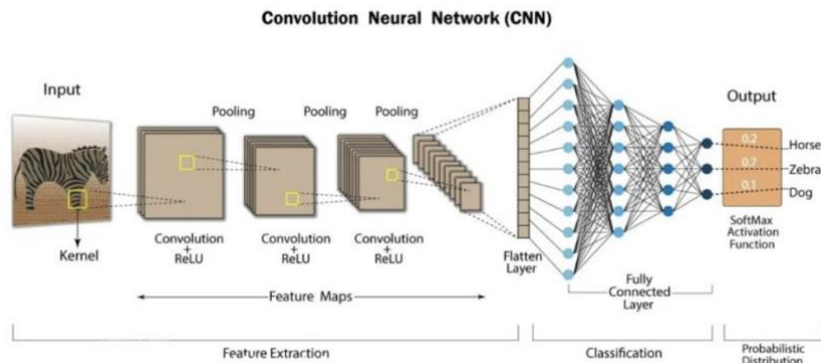 Convolution Neural Network (CNN)
Input
Pooling
Pooling
Pooling
Output
0.2
Horse
0.7
Zebra
0.1
Dog
Kernel
Convolution
+
ReLU
Convolution
+
ReLU
Convolution
+
ReLU
Flatten
Layer
SoftMax
Activation
Function
Fully
Connected
Layer
Feature Maps
Feature Extraction
Classification
Probabilistic
Distribution